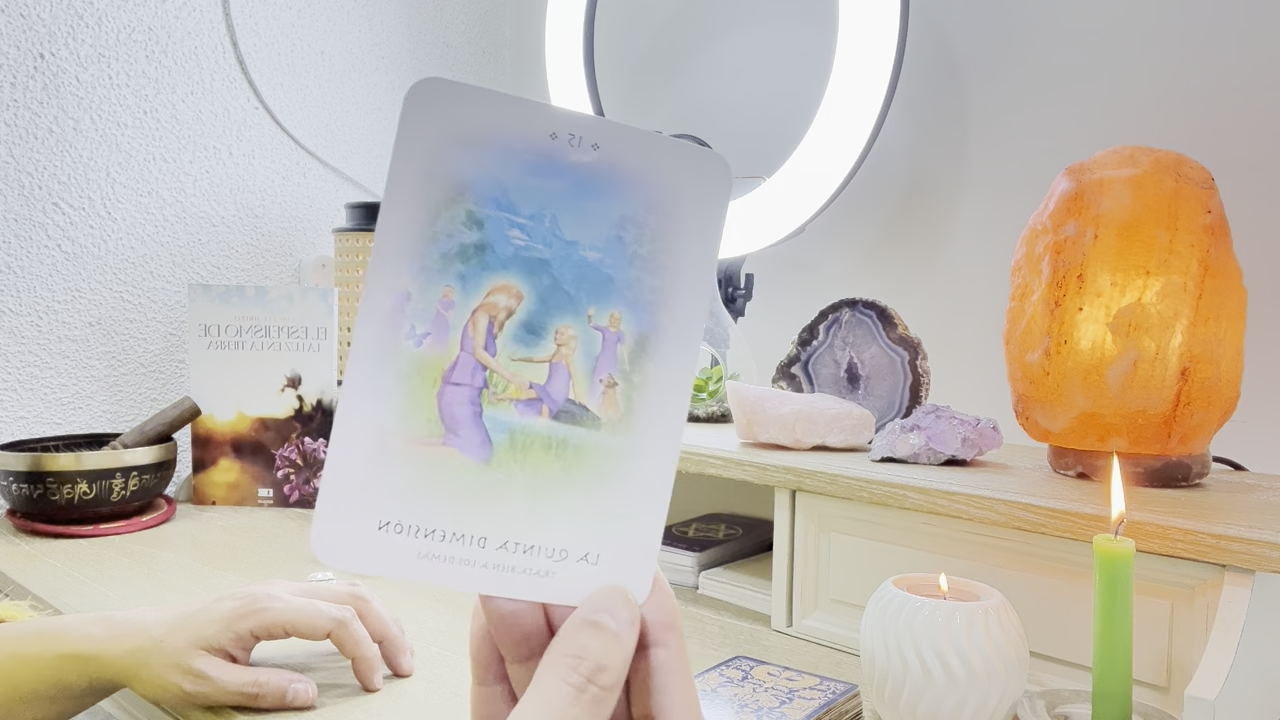 15
LA QUINTA DIMENSIÓN
TRATA BIEN A LOS DEMÁS
EL ESPEJISMO DE
LA LUZ EN LA TIERRA